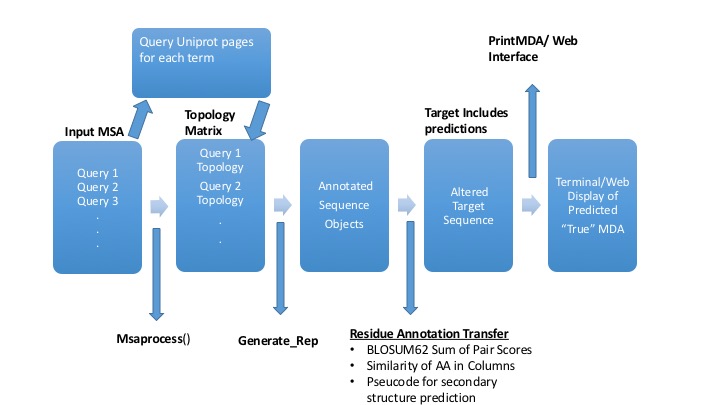 Query Uniprot pages
for each term
PrintMDA/ Web
Interface
Input MSA
Topology
Matrix
Target Includes
predictions
Query 1
Query 2
Query 3
.
.
.
Query 1
Topology
Query 2
Topology
.
.
Annotated
Sequence
Objects
Altered
Target
Sequence
Terminal/Web
Display of
Predicted
“True” MDA
Msaprocess()
Generate_Rep
Residue Annotation Transfer
• BLOSUM62 Sum of Pair Scores
• Similarity of AA in Columns
• Pseucode for secondary
structure prediction